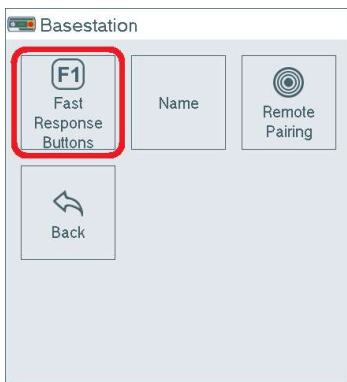 Basestation
F1
Fast
Response
Buttons
Name
Remote
Pairing
Back